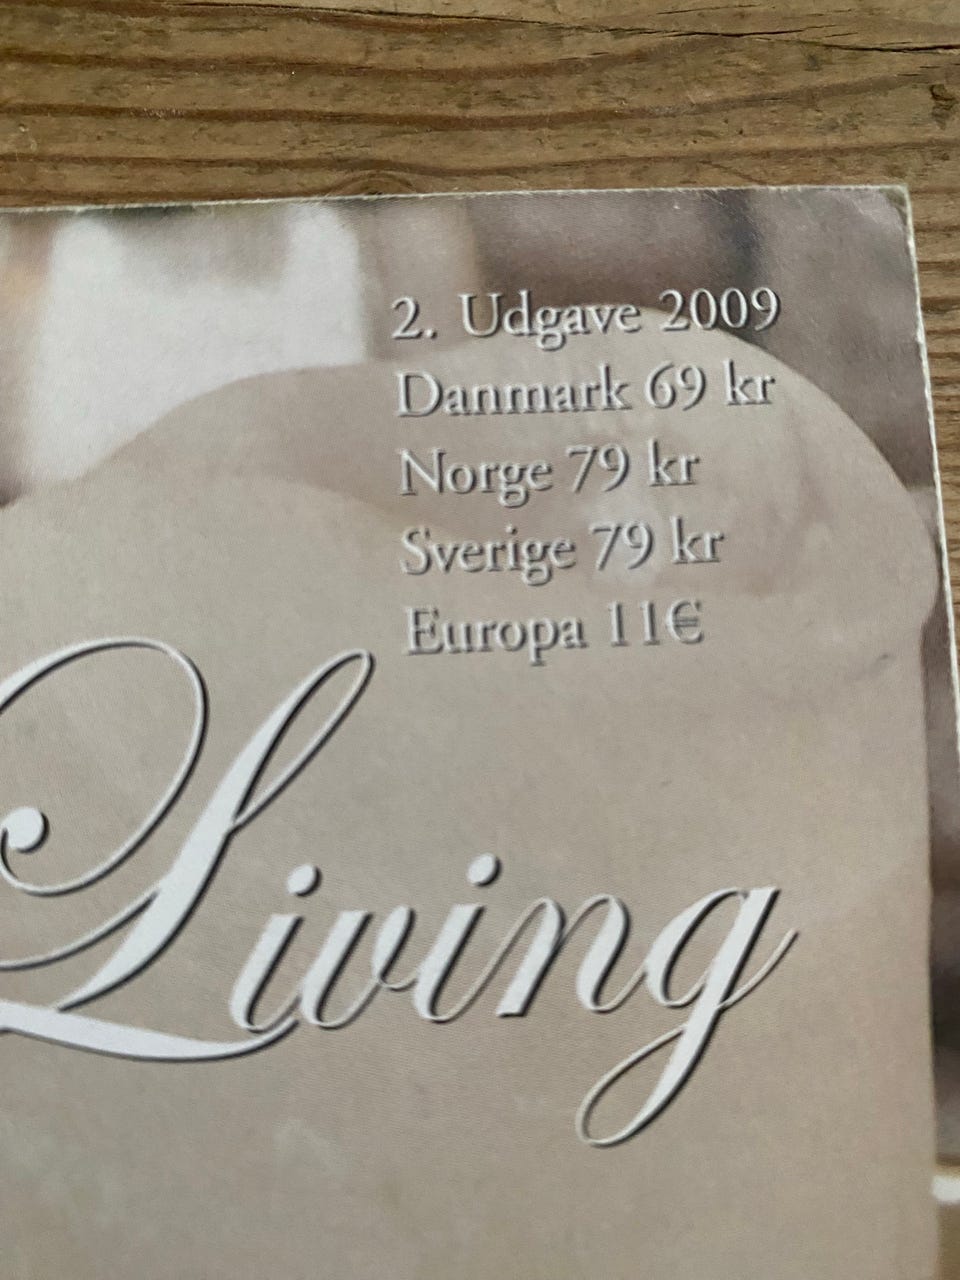 2. Udgave 2009
Danmark 69 kr
Norge 79 kr
Sverige 79 kr
Europa 11€
Living